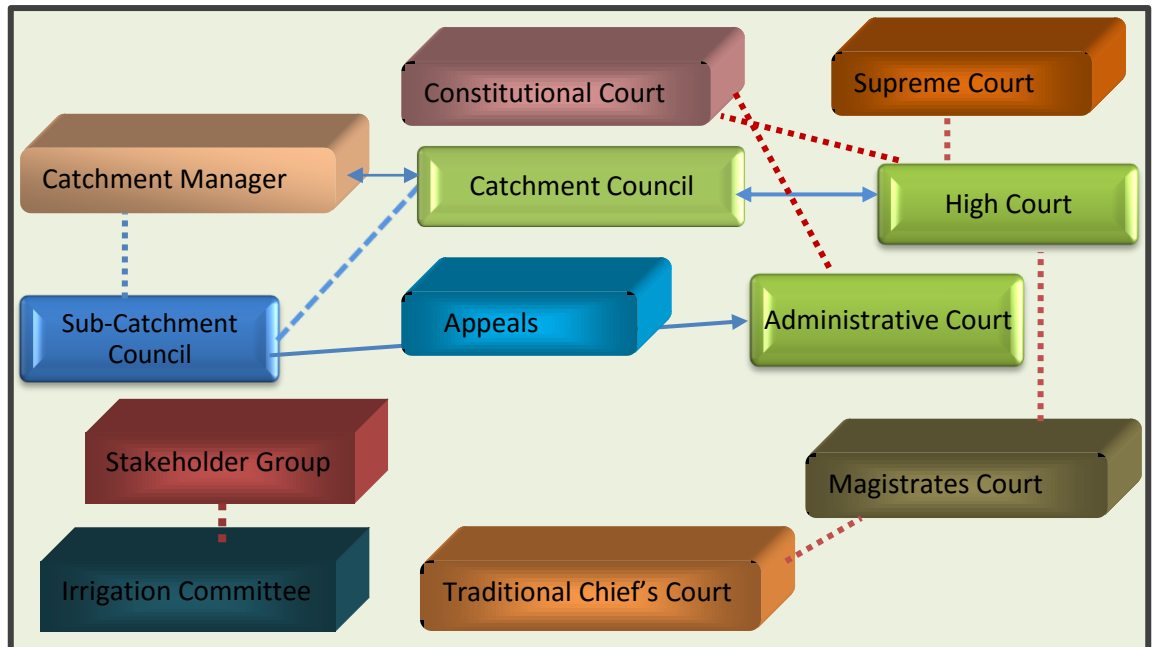 Constitutional Court
Supreme Court
Catchment Manager
Catchment Council
High Court
Sub-Catchment
Council
Appeals
Administrative Court
Stakeholder Group
Magistrates Court
Irrigation Committee
Traditional Chief’s Court